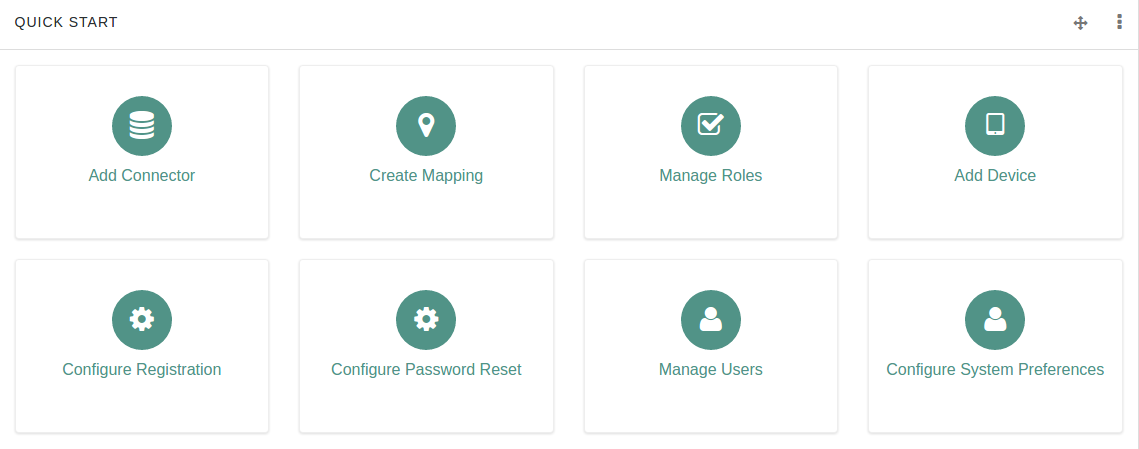 QUICK START
Add Connector
Create Mapping
Manage Roles
Add Device
Configure Registration
Configure Password Reset
Manage Users
Configure System Preferences